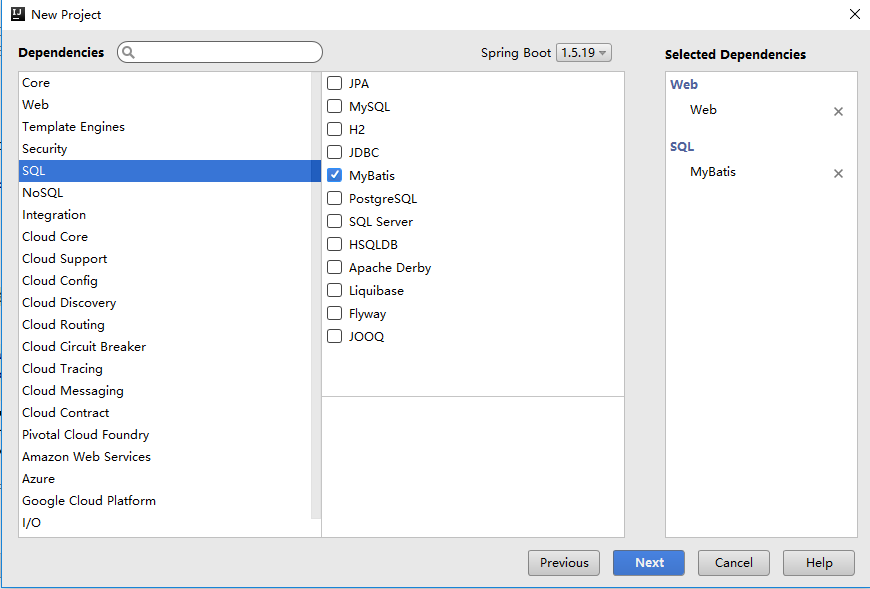 New Project
Dependencies
Spring Boot 1.5.19
Selected Dependencies
Core
Web
Template Engines
Security
SQL
NoSQL
Integration
Cloud Core
Cloud Support
Cloud Config
Cloud Discovery
Cloud Routing
Cloud Circuit Breaker
Cloud Tracing
Cloud Messaging
Cloud Contract
Pivotal Cloud Foundry
Amazon Web Services
Azure
Google Cloud Platform
I/O
JPA
MySQL
H2
JDBC
MyBatis
PostgreSQL
SQL Server
HSQLDB
Apache Derby
Liquibase
Flyway
JOOQ
Web
Web
SQL
MyBatis
Previous
Next
Cancel
Help